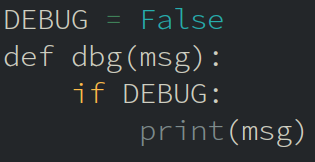 DEBUG = False
def dbg(msg):
    if DEBUG:
        print(msg)